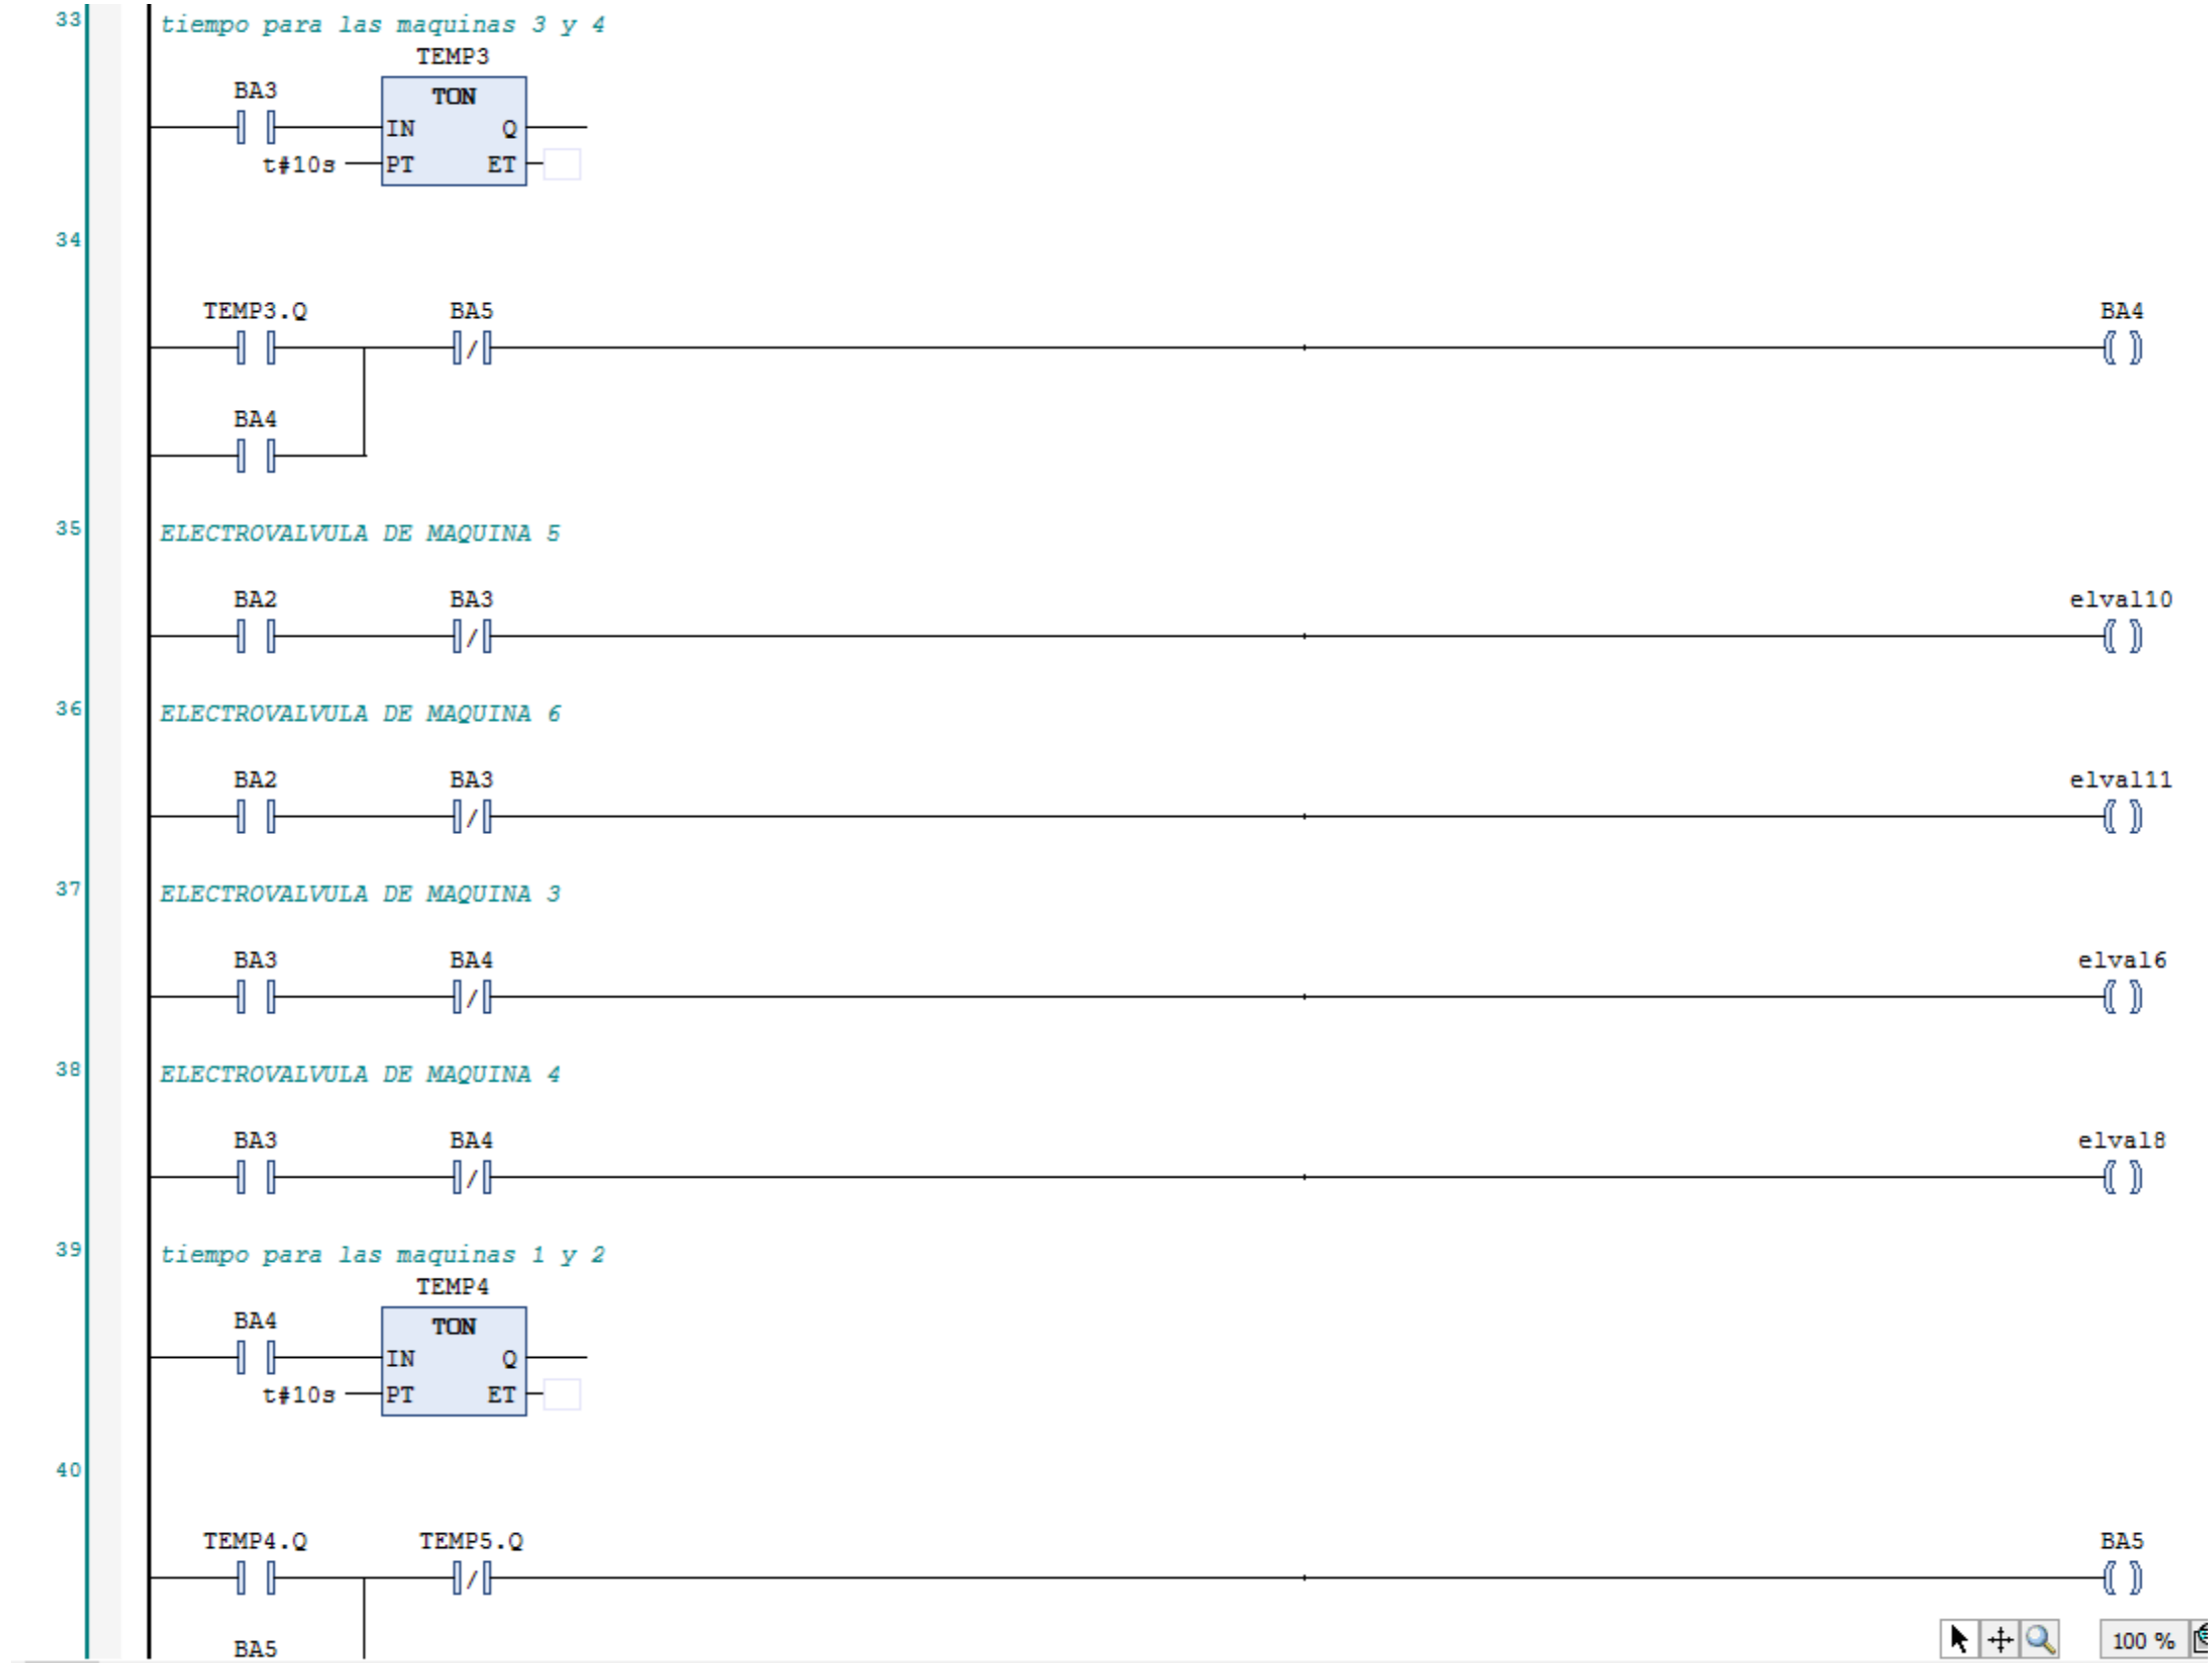 33
tiempo para las maquinas 3 y 4
TEMP3
BA3
TON
IN Q
t#10s PT ET
34
TEMP3.Q BA5 BA4
/ ( )
BA4
35
ELECTROVALVULA DE MAQUINA 5
BA2 BA3 elval10
/ ( )
36
ELECTROVALVULA DE MAQUINA 6
BA2 BA3 elval11
/ ( )
37
ELECTROVALVULA DE MAQUINA 3
BA3 BA4 elval6
/ ( )
38
ELECTROVALVULA DE MAQUINA 4
BA3 BA4 elval8
/ ( )
39
tiempo para las maquinas 1 y 2
TEMP4
BA4
TON
IN Q
t#10s PT ET
40
TEMP4.Q TEMP5.Q BA5
/ ( )
BA5
100 %